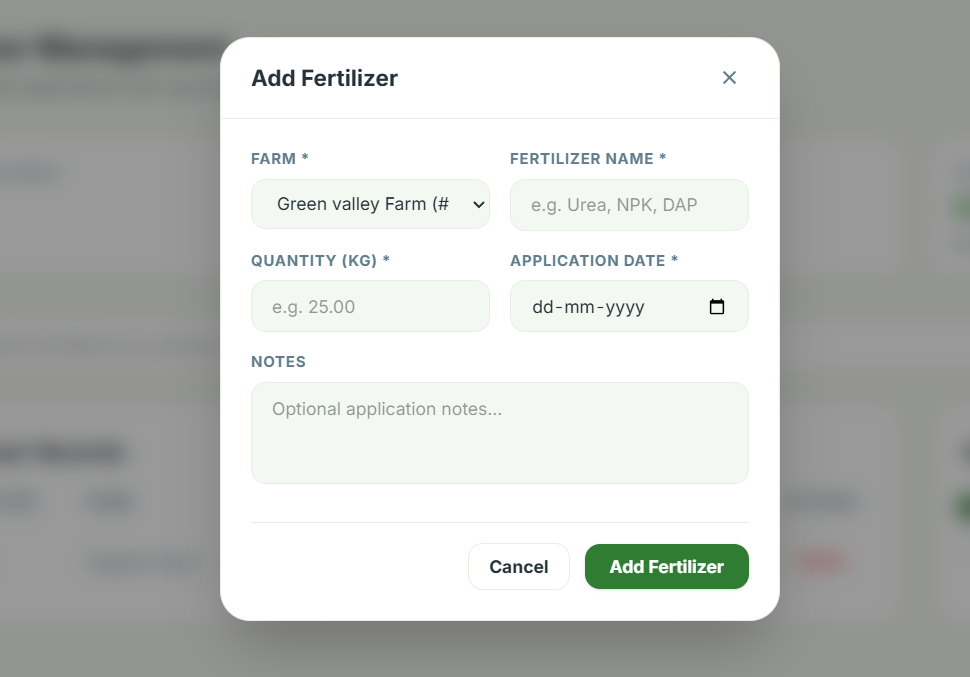 Add Fertilizer
FARM *
FERTILIZER NAME *
Green valley Farm (#
e.g. Urea, NPK, DAP
QUANTITY (KG) *
APPLICATION DATE *
e.g. 25.00
dd-mm-yyyy
NOTES
Optional application notes...
Cancel
Add Fertilizer